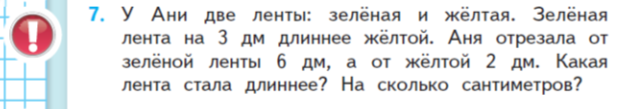 7. У Ани две ленты: зелёная и жёлтая. Зелёная
лента на 3 дм длиннее жёлтой. Аня отрезала от
зелёной ленты 6 дм, а от жёлтой 2 дм. Какая
лента стала длиннее? На сколько сантиметров?